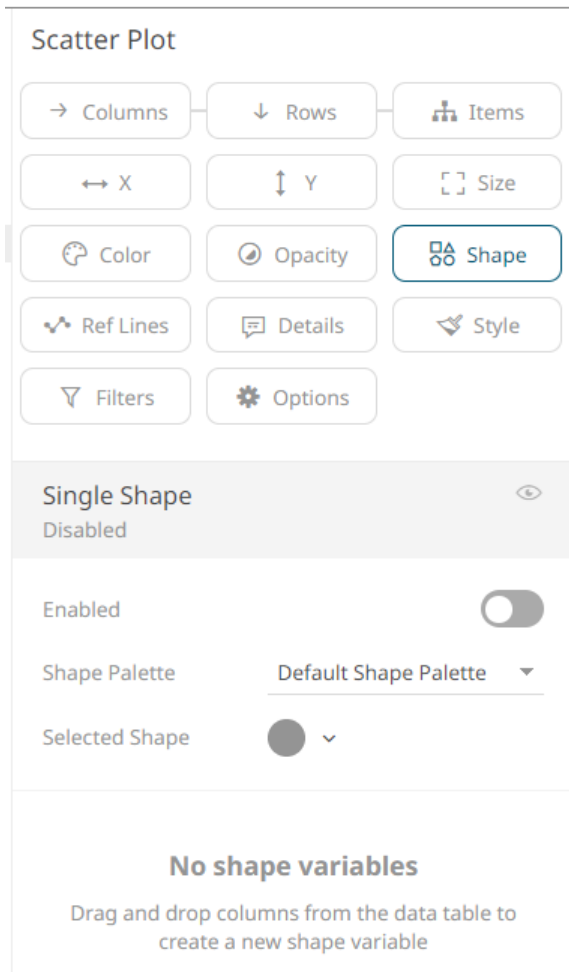 Scatter Plot
Columns
Rows
Items
X
Y
Size
Color
Opacity
Shape
Ref Lines
Details
Style
Filters
Options
Single Shape
Disabled
Enabled
Shape Palette
Default Shape Palette
Selected Shape
No shape variables
Drag and drop columns from the data table to
create a new shape variable